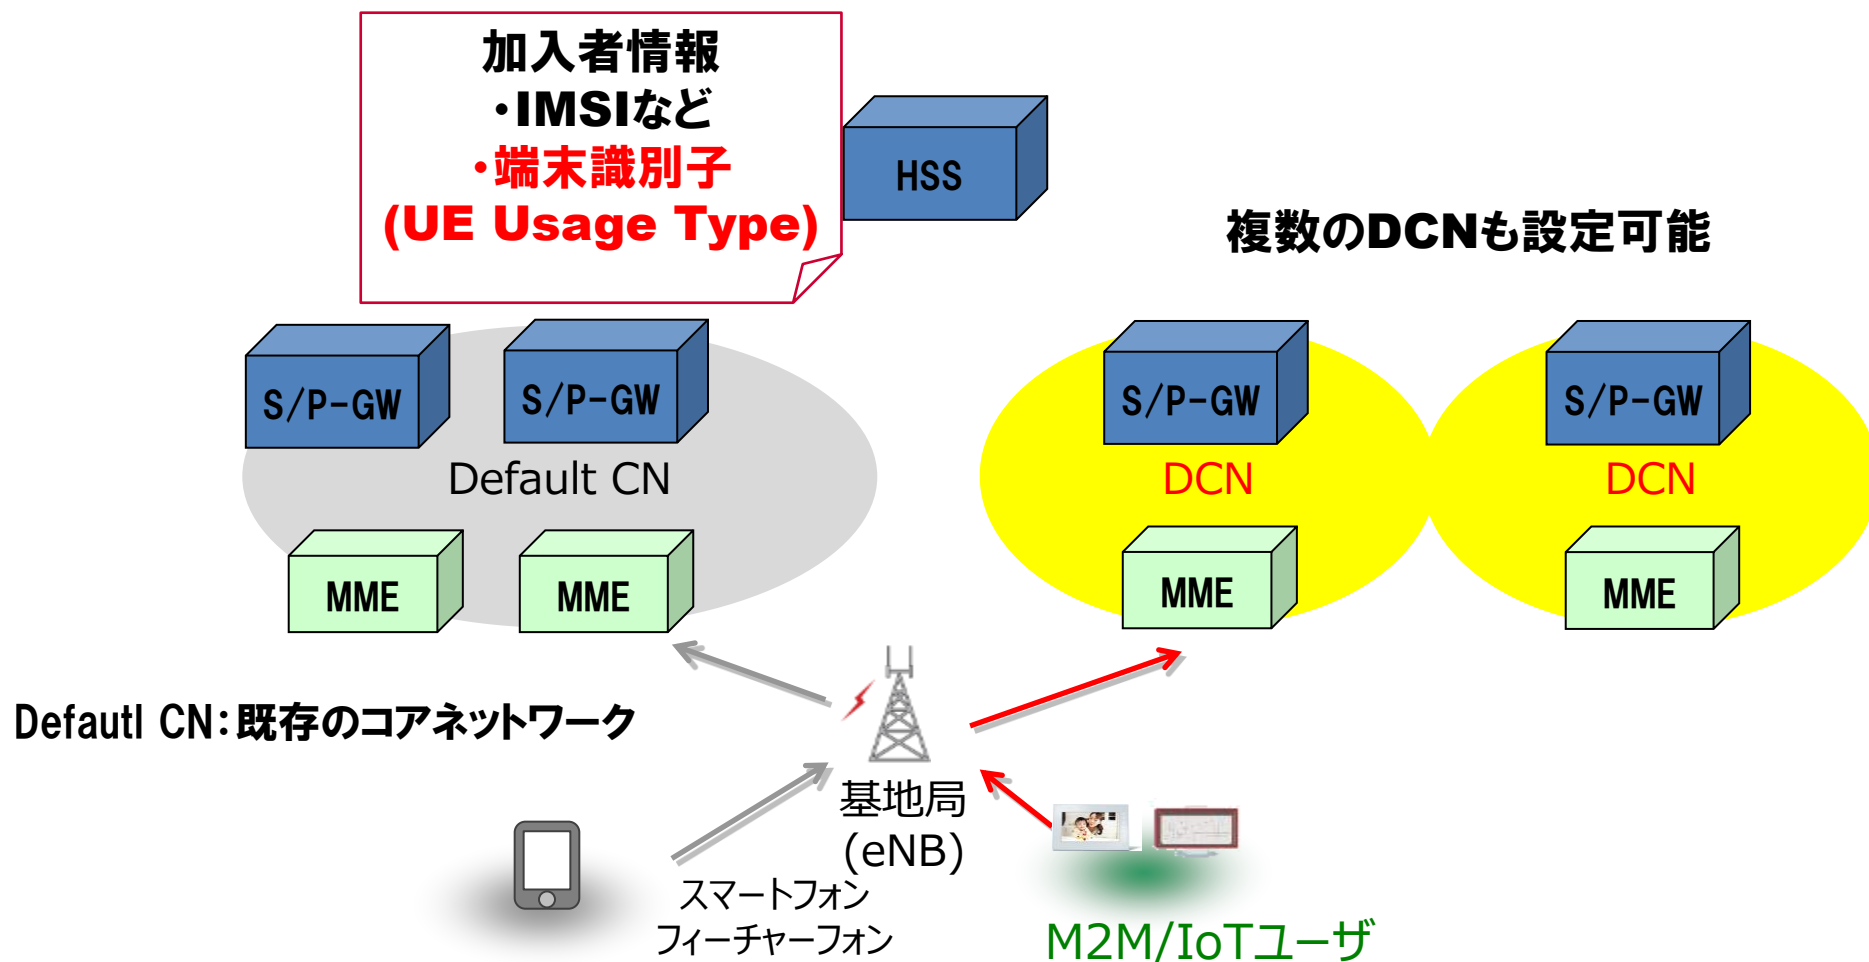 加入者情報
・IMSIなど
・端末識別子
(UE Usage Type)
HSS
複数のDCNも設定可能
S/P-GW
S/P-GW
S/P-GW
S/P-GW
Default CN
DCN
DCN
MME
MME
MME
MME
Defautl CN：既存のコアネットワーク
基地局
(eNB)
スマートフォン
フィーチャーフォン
M2M/IoTユーザ